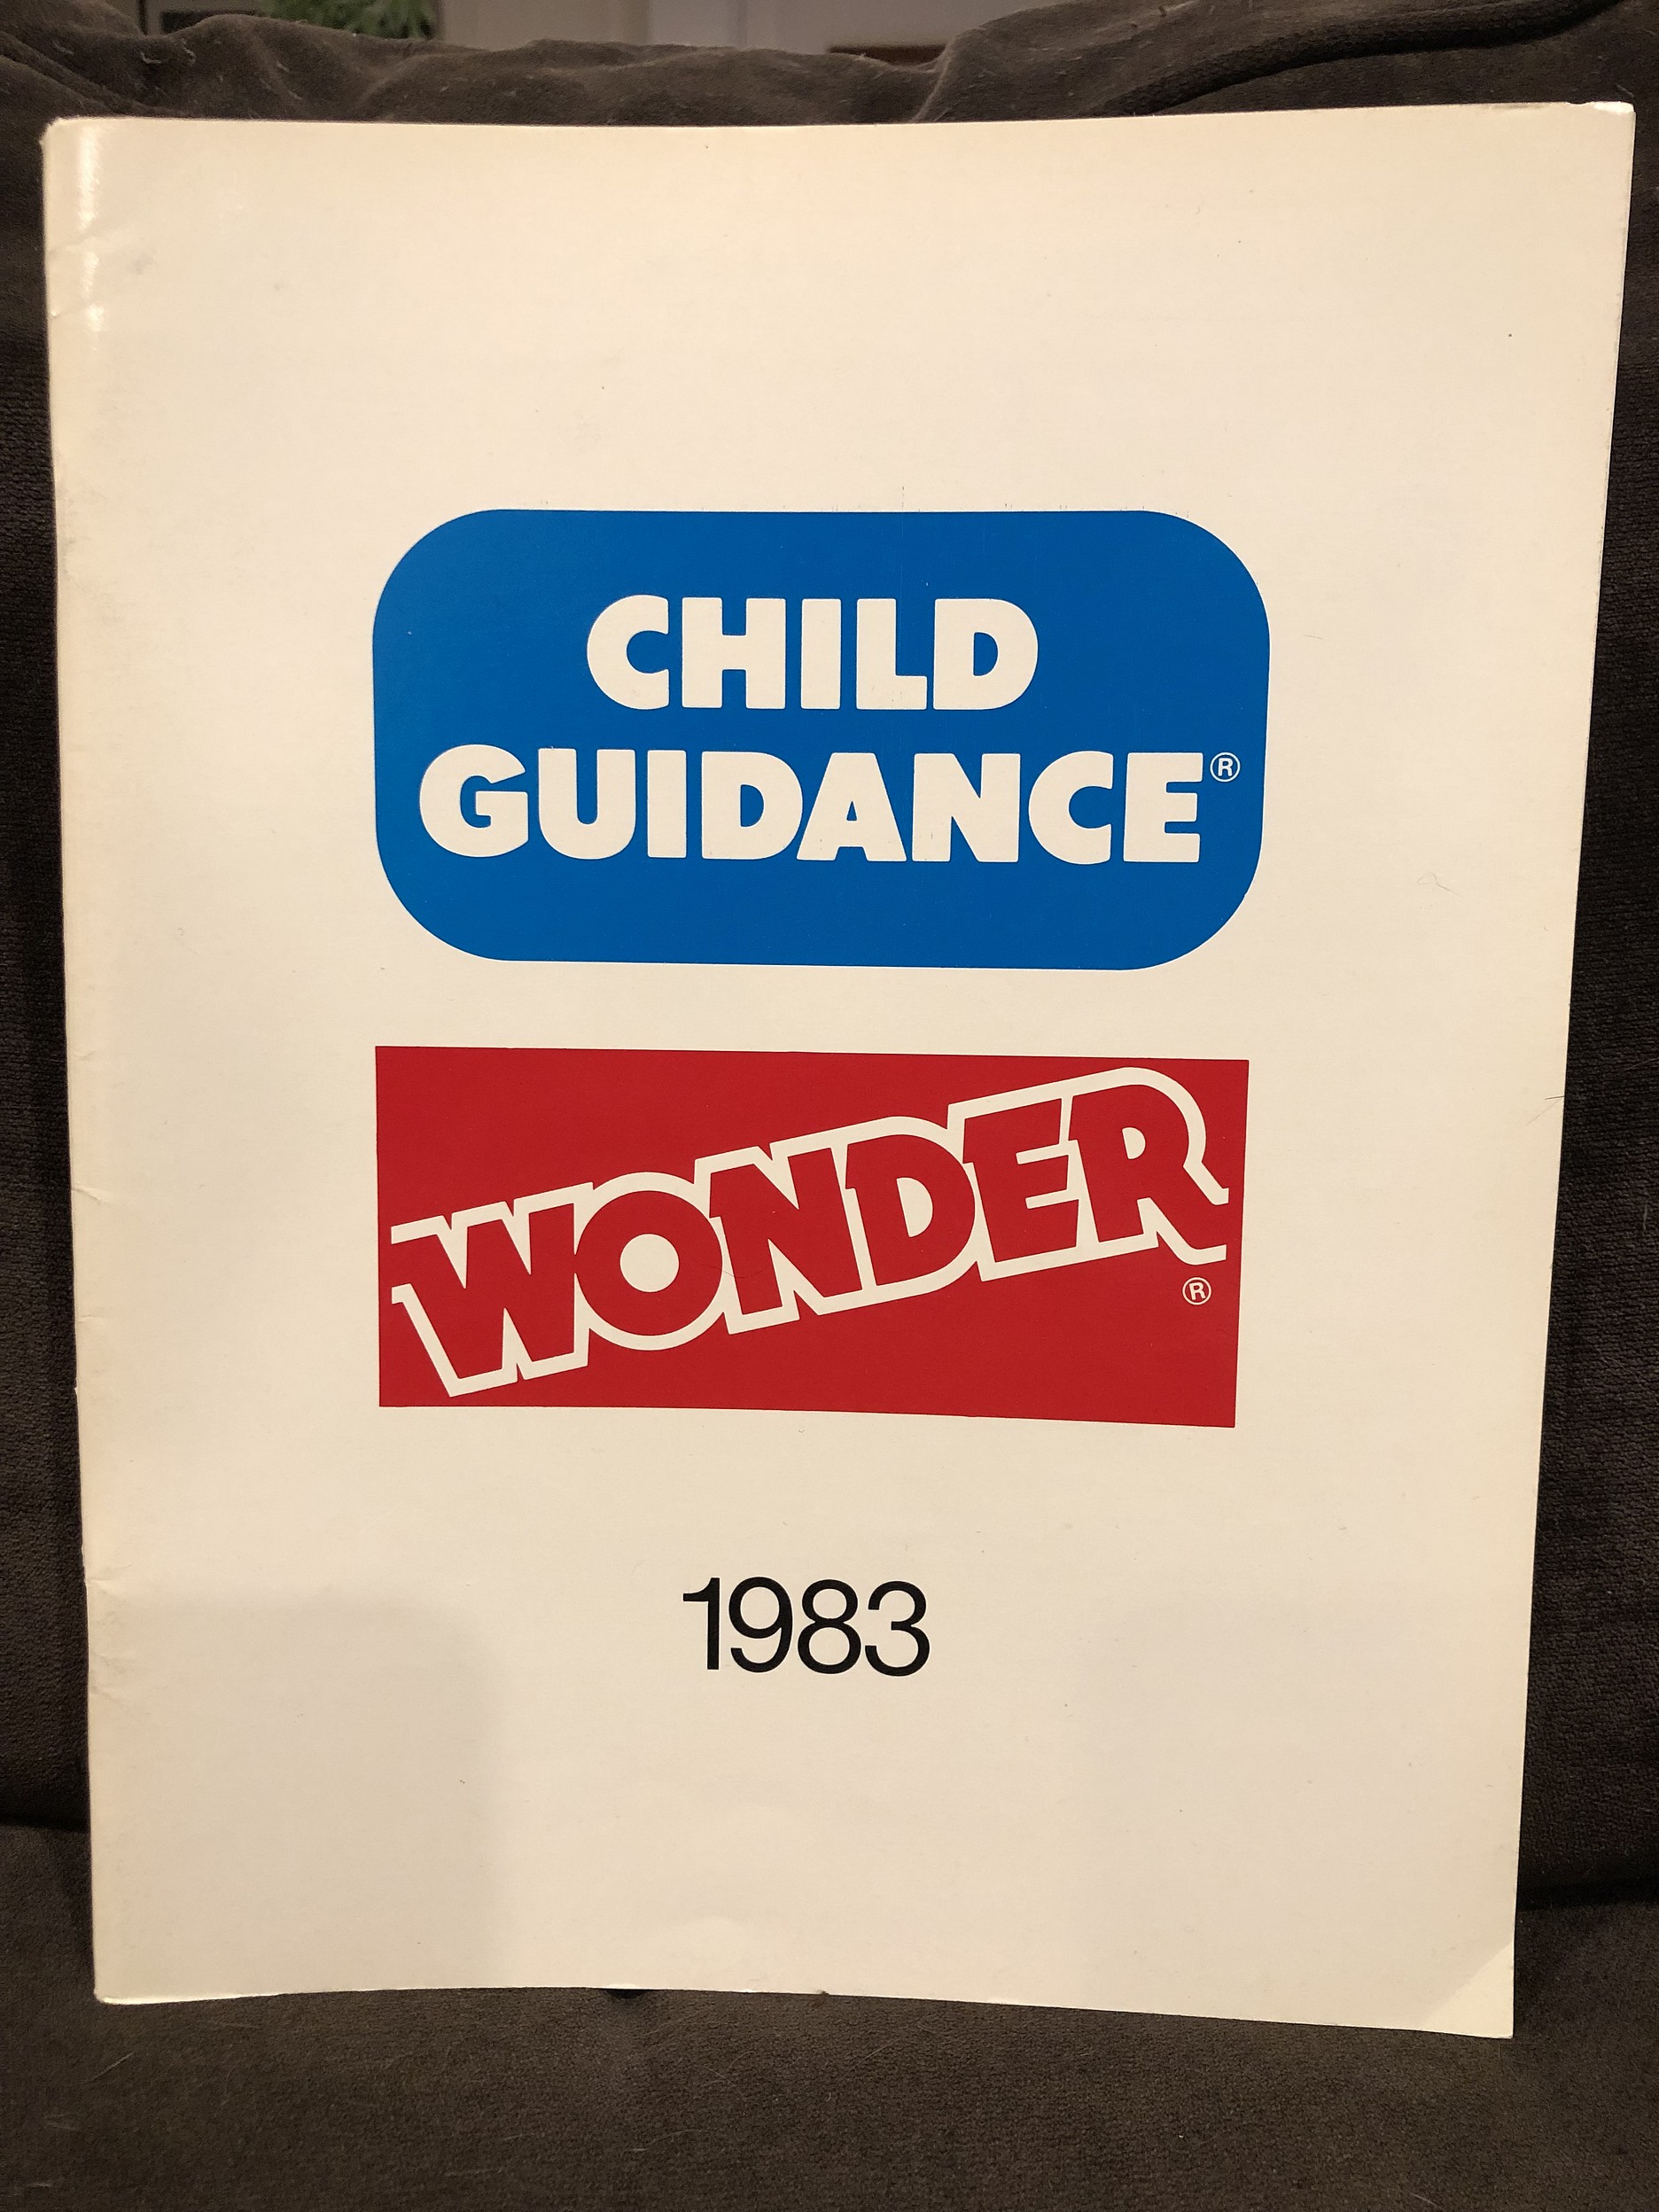 CHILD
GUIDANCE®
WONDER
®
1983